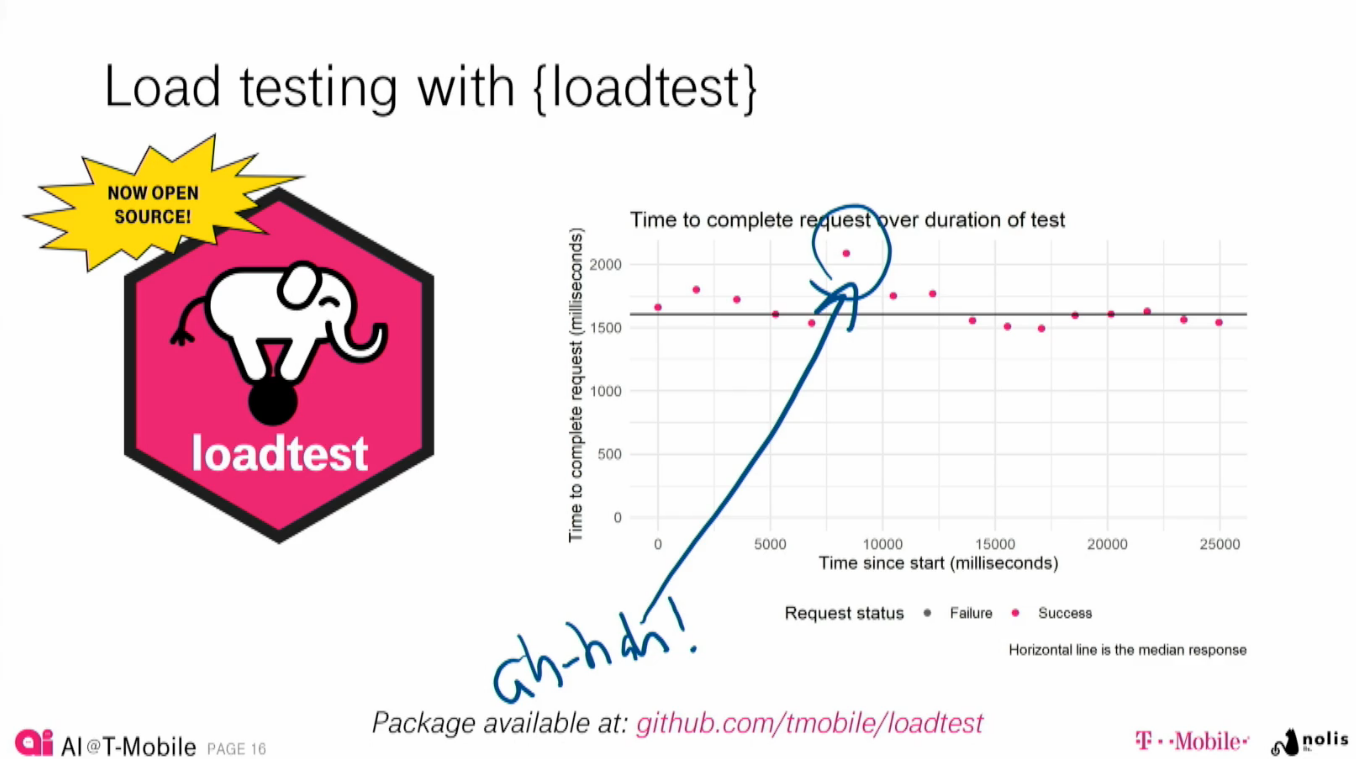 Load testing with {loadtest}
NOW OPEN
SOURCE!
loadtest
Time to complete request over duration of test
Time to complete request (milliseconds)
2000
1500
1000
500
0
0 5000 10000 15000 20000 25000
Time since start (milliseconds)
Request status Failure Success
Horizontal line is the median response
ah-hah!
Package available at: github.com/tmobile/loadtest
ai AI@T-Mobile PAGE 16
T··Mobile·
nolis
llc.